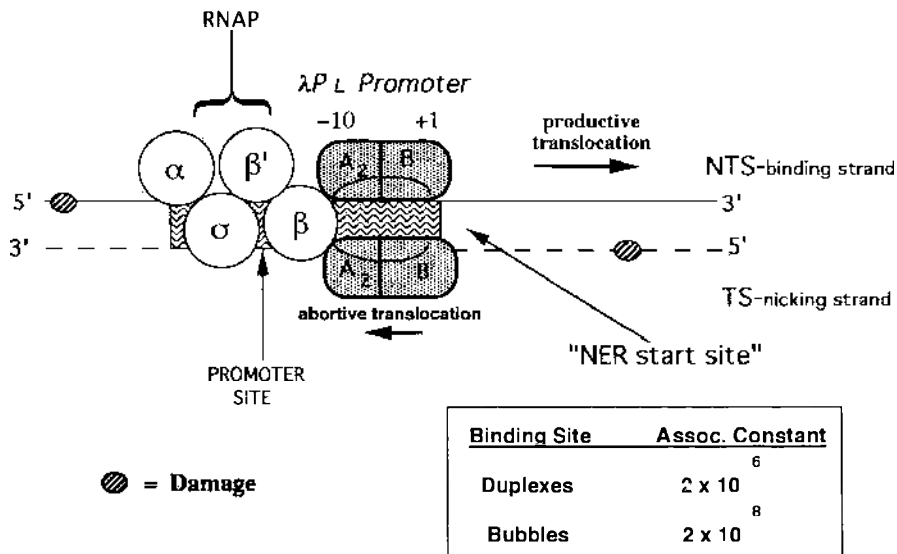 RNAP
λP L Promoter
−10 +1
productive
translocation
α β' A2 B
NTS-binding strand
5' σ β 3'
3' 5'
A2 B
TS-nicking strand
abortive translocation
"NER start site"
PROMOTER
SITE
Binding Site Assoc. Constant
Duplexes 2 x 10 6
Bubbles 2 x 10 8
= Damage